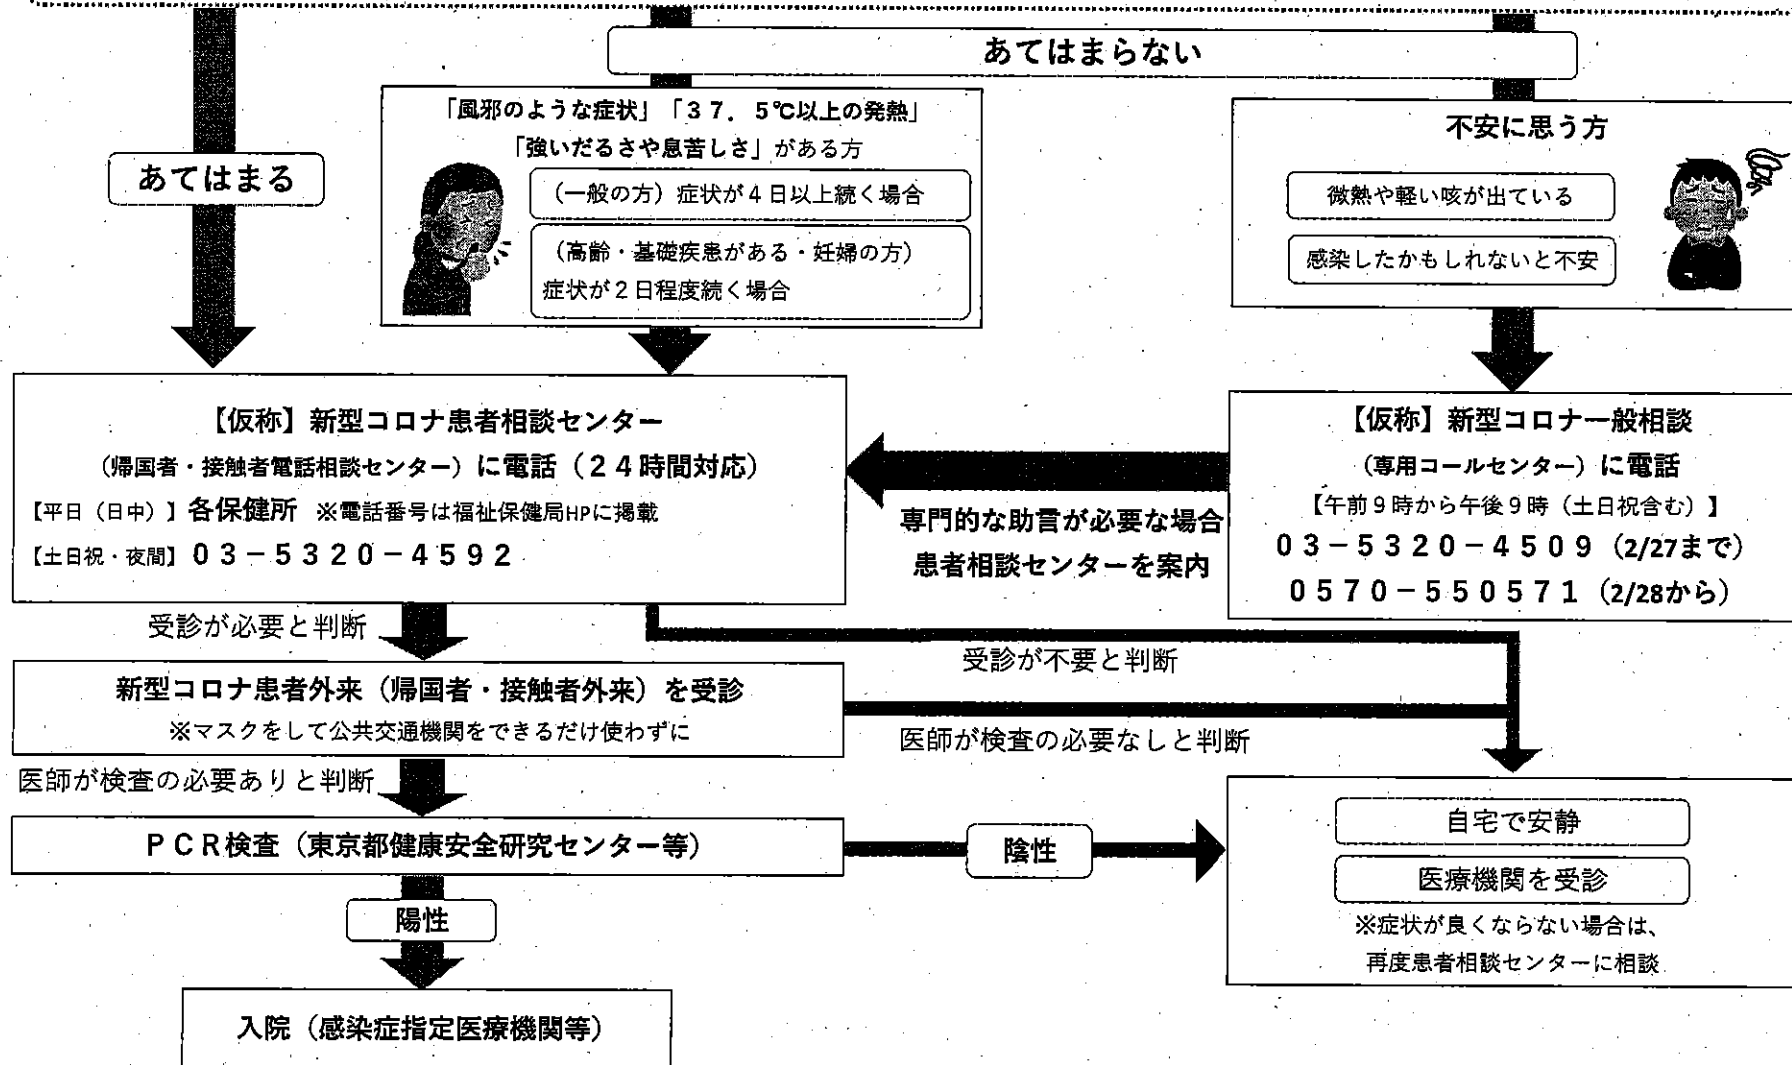 あてはまらない
あてはまる
「風邪のような症状」「３７．５℃以上の発熱」
「強いだるさや息苦しさ」がある方
（一般の方）症状が４日以上続く場合
（高齢・基礎疾患がある・妊婦の方）
症状が２日程度続く場合
不安に思う方
微熱や軽い咳が出ている
感染したかもしれないと不安
【仮称】新型コロナ患者相談センター
（帰国者・接触者電話相談センター）に電話（２４時間対応）
【平日（日中）】各保健所 ※電話番号は福祉保健局HPに掲載
【土日祝・夜間】０３－５３２０－４５９２
専門的な助言が必要な場合
患者相談センターを案内
【仮称】新型コロナ一般相談
（専用コールセンター）に電話
【午前９時から午後９時（土日祝含む）】
０３－５３２０－４５０９（2/27まで）
０５７０－５５０５７１（2/28から）
受診が必要と判断
受診が不要と判断
新型コロナ患者外来（帰国者・接触者外来）を受診
※マスクをして公共交通機関をできるだけ使わずに
医師が検査の必要なしと判断
医師が検査の必要ありと判断
ＰＣＲ検査（東京都健康安全研究センター等）
陰性
陽性
自宅で安静
医療機関を受診
※症状が良くならない場合は、
再度患者相談センターに相談
入院（感染症指定医療機関等）